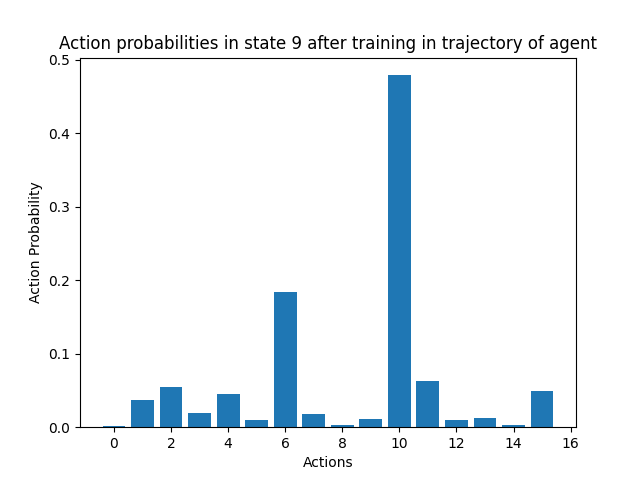 Action probabilities in state 9 after training in trajectory of agent
0.5
0.4
0.3
0.2
0.1
0.0
Action Probability
0 2 4 6 8 10 12 14 16
Actions